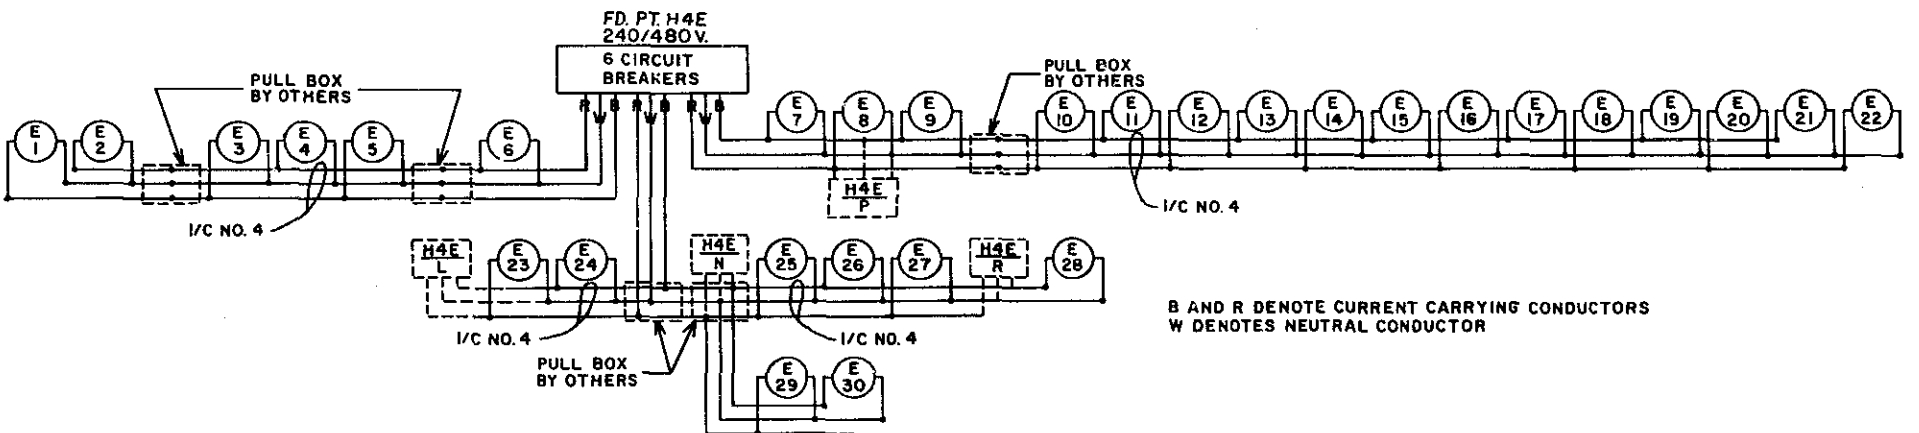 FD. PT. H4E
240/480V.
6 CIRCUIT
BREAKERS
R W B R W B R W B
PULL BOX
BY OTHERS
PULL BOX
BY OTHERS
E
1
E
2
E
3
E
4
E
5
E
6
E
7
E
8
E
9
E
10
E
11
E
12
E
13
E
14
E
15
E
16
E
17
E
18
E
19
E
20
E
21
E
22
H4E
P
1/C NO. 4
1/C NO. 4
H4E
L
E
23
E
24
H4E
N
E
25
E
26
E
27
H4E
R
E
28
B AND R DENOTE CURRENT CARRYING CONDUCTORS
W DENOTES NEUTRAL CONDUCTOR
1/C NO. 4
1/C NO. 4
PULL BOX
BY OTHERS
E
29
E
30